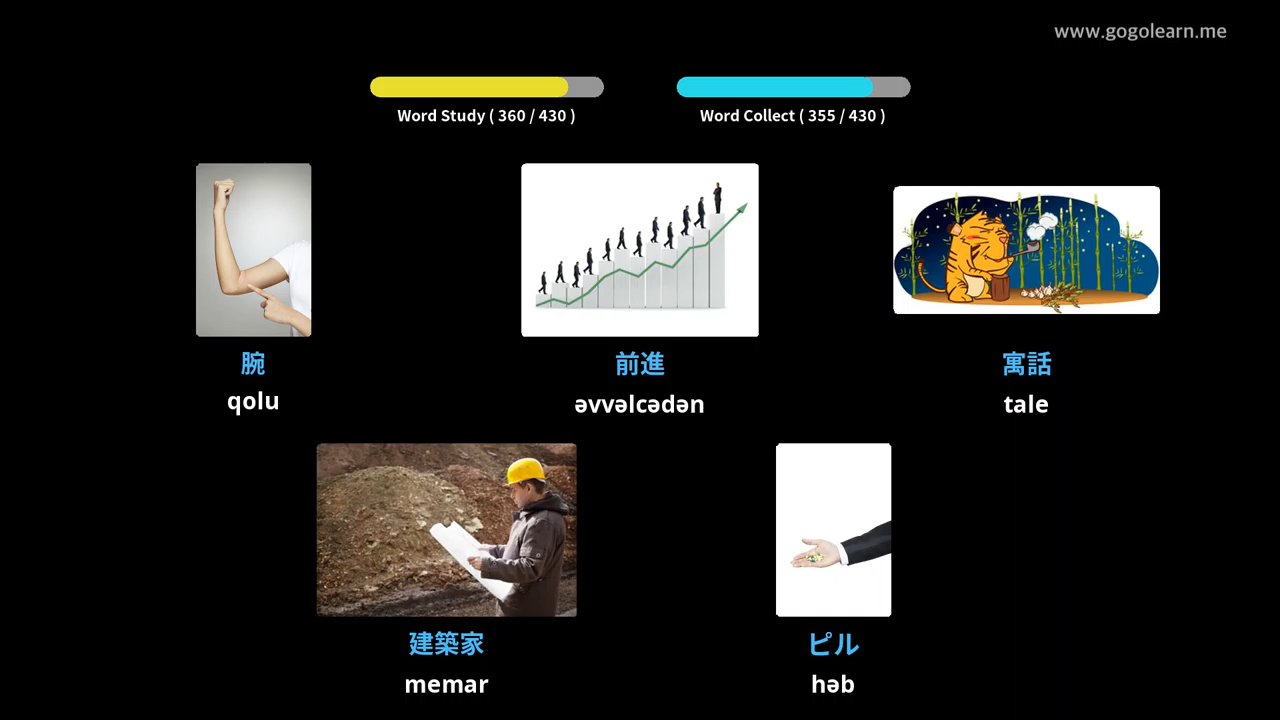 www.gogolearn.me
Word Study ( 360 / 430 )
Word Collect ( 355 / 430 )
腕
qolu
前進
əvvəlcədən
寓話
tale
建築家
memar
ピル
həb